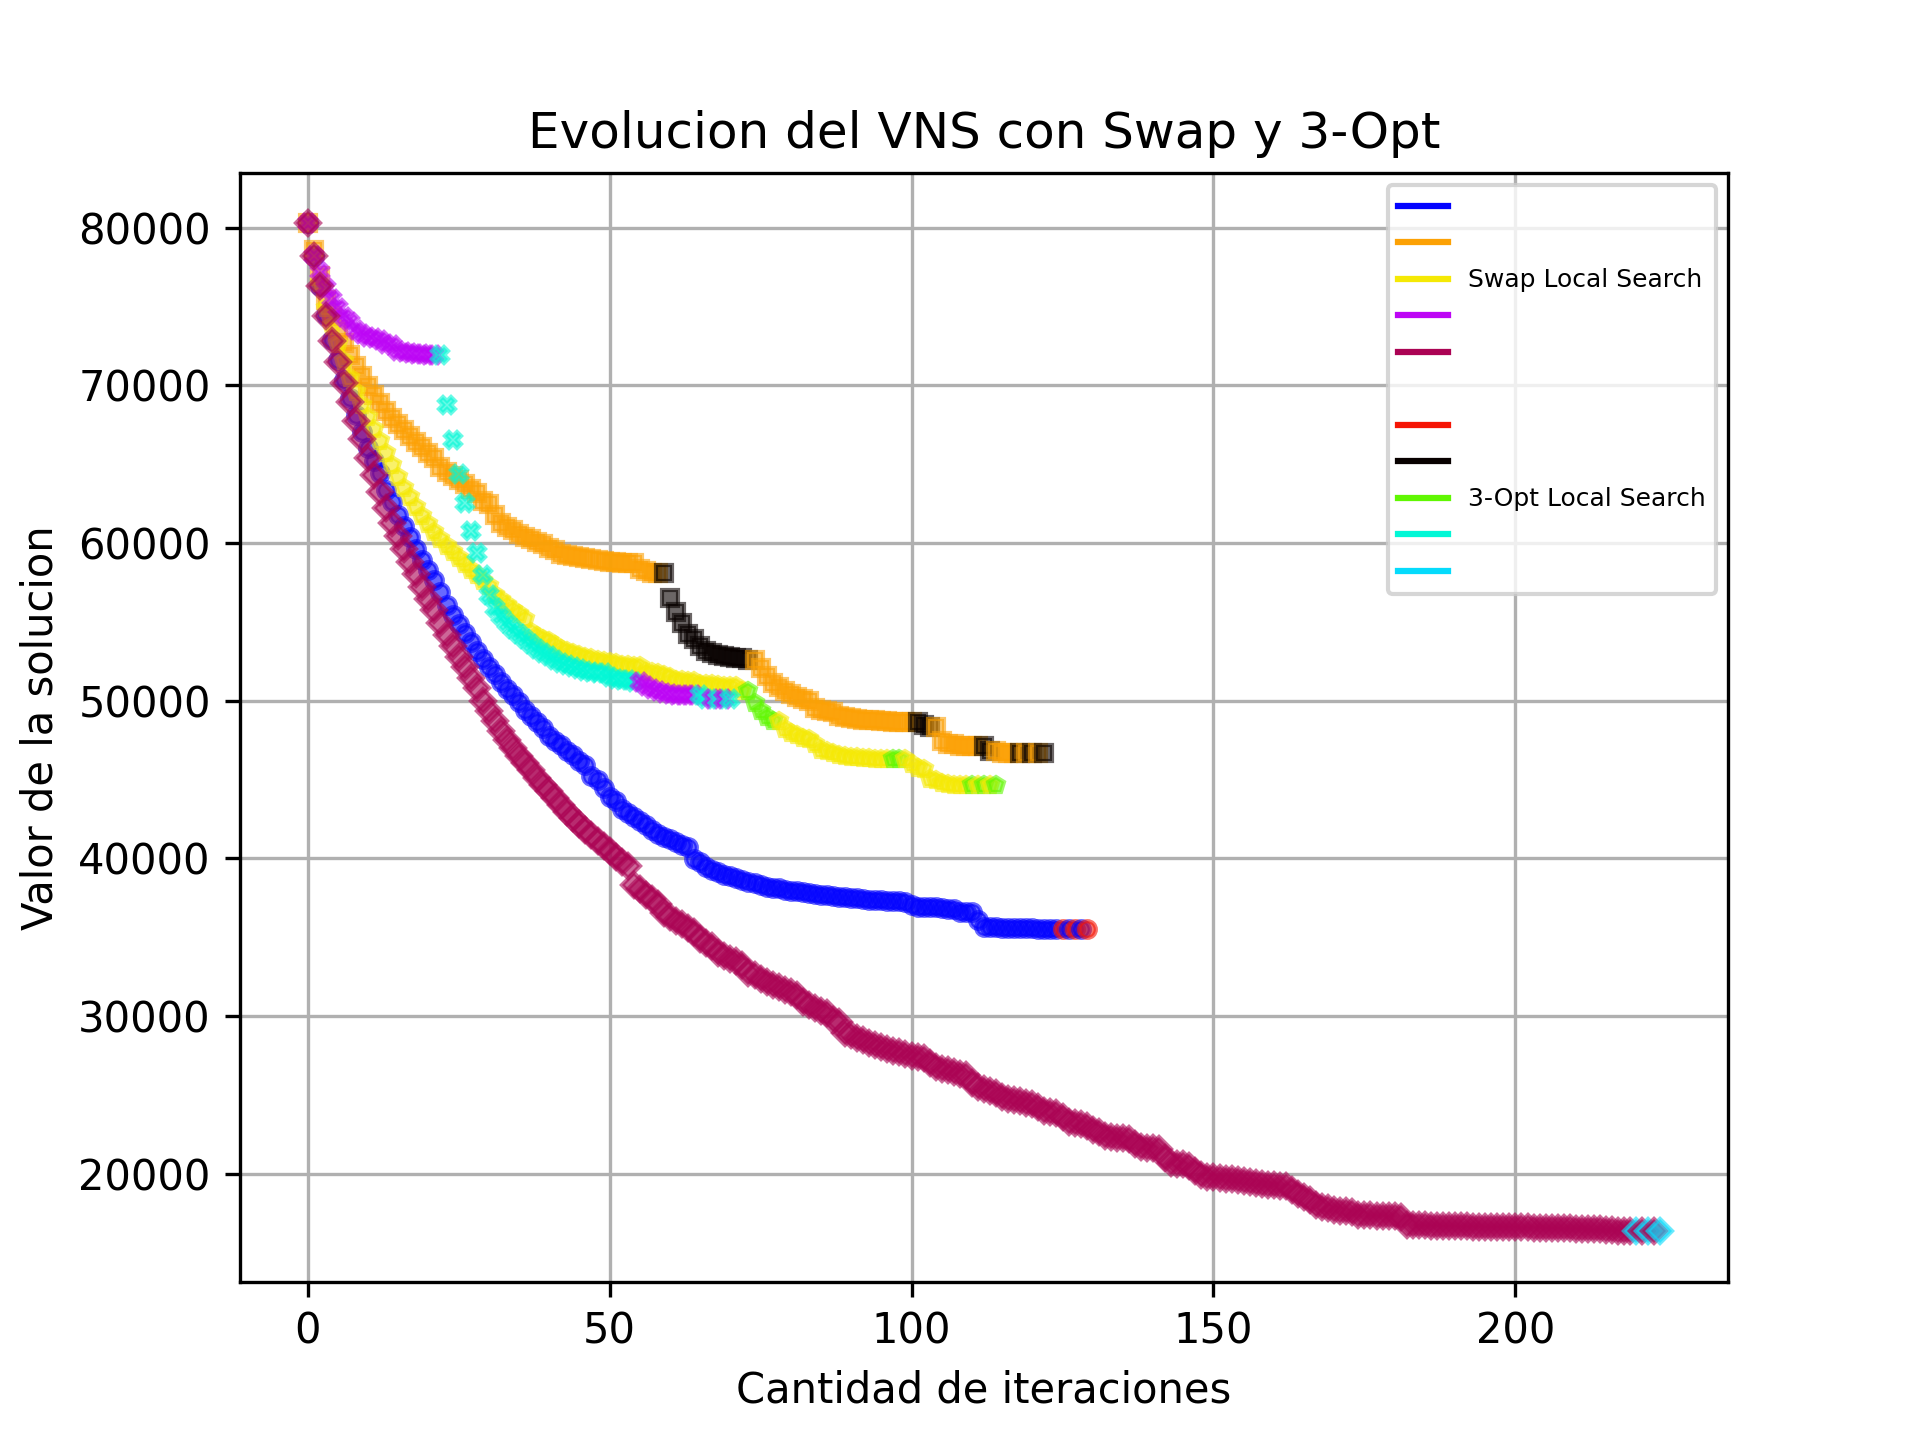 Evolucion del VNS con Swap y 3-Opt
Swap Local Search
3-Opt Local Search
80000
70000
60000
50000
40000
30000
20000
Valor de la solucion
0 50 100 150 200
Cantidad de iteraciones